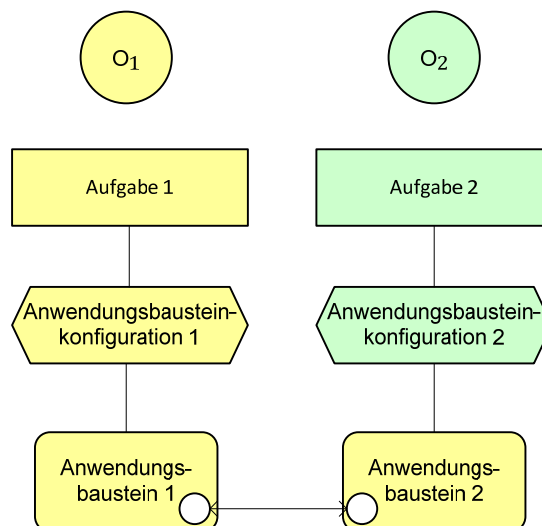 O1
O2
Aufgabe 1
Aufgabe 2
Anwendungsbaustein-
konfiguration 1
Anwendungsbaustein-
konfiguration 2
Anwendungs-
baustein 1
Anwendungs-
baustein 2